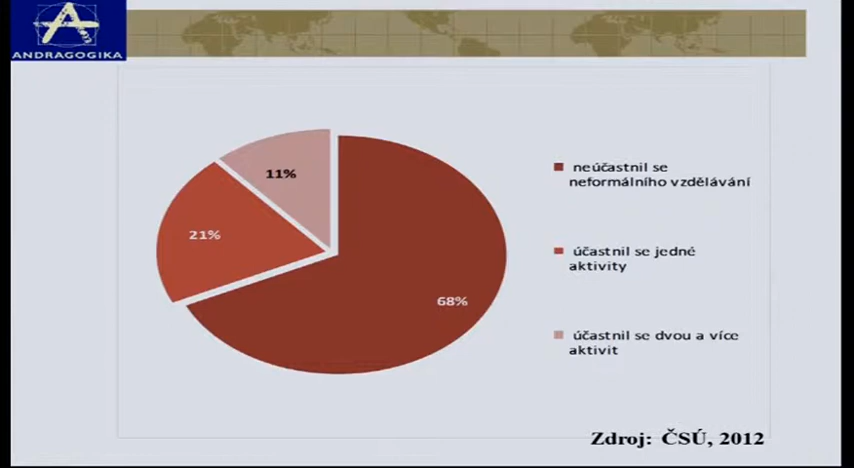 ANDRAGOGIKA
11%
21%
68%
neúčastnil se
neformálního vzdělávání
účastnil se jedné
aktivity
účastnil se dvou a více
aktivit
Zdroj: ČSÚ, 2012